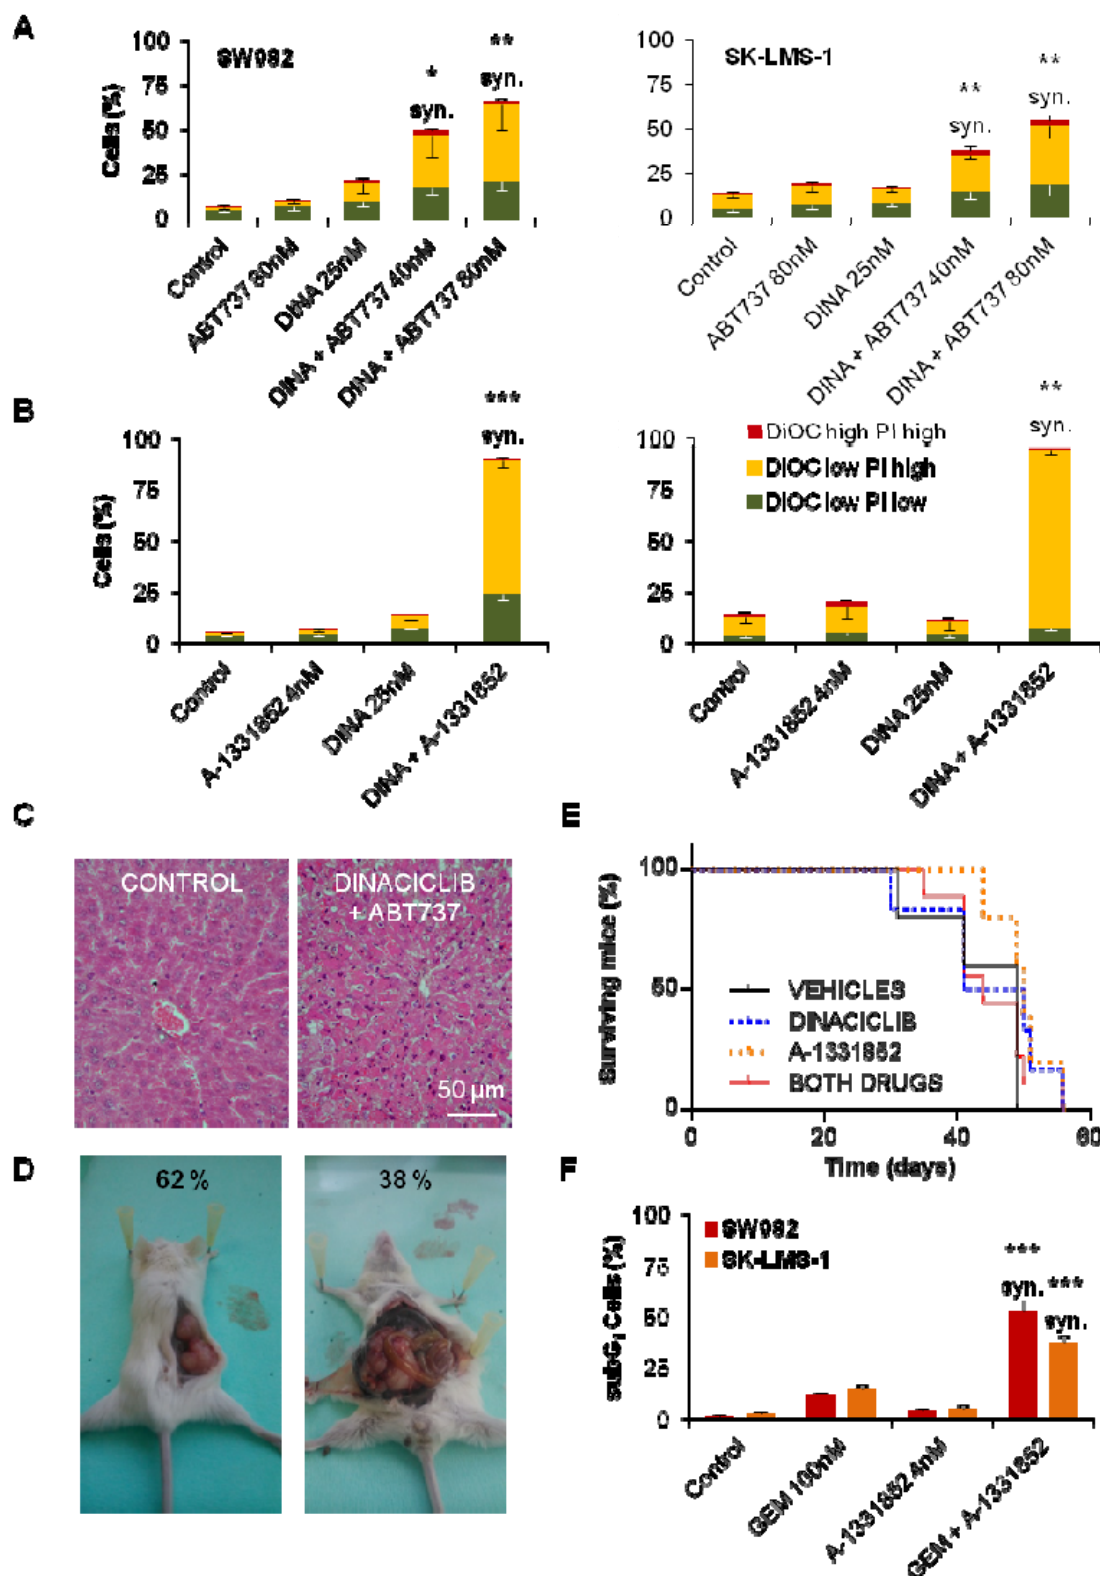 A
SW982
Cells (%)
100
75
50
25
0
*
syn.
**
syn.
Control
ABT737 80nM
DINA 25nM
DINA + ABT737 40nM
DINA + ABT737 80nM
SK-LMS-1
100
75
50
25
0
**
syn.
**
syn.
Control
ABT737 80nM
DINA 25nM
DINA + ABT737 40nM
DINA + ABT737 80nM
B
Cells (%)
100
75
50
25
0
***
syn.
Control
A-1331852 4nM
DINA 25nM
DINA + A-1331852
100
75
50
25
0
DiOC high PI high
DiOC low PI high
DiOC low PI low
**
syn.
Control
A-1331852 4nM
DINA 25nM
DINA + A-1331852
C
CONTROL
DINACICLIB
+ ABT737
50 µm
D
62 %
38 %
E
Surviving mice (%)
100
50
0
VEHICLES
DINACICLIB
A-1331852
BOTH DRUGS
0
20
40
60
Time (days)
F
subG₁ Cells (%)
100
75
50
25
0
SW982
SK-LMS-1
***
syn.
***
syn.
Control
GEM 100nM
A-1331852 4nM
GEM + A-1331852